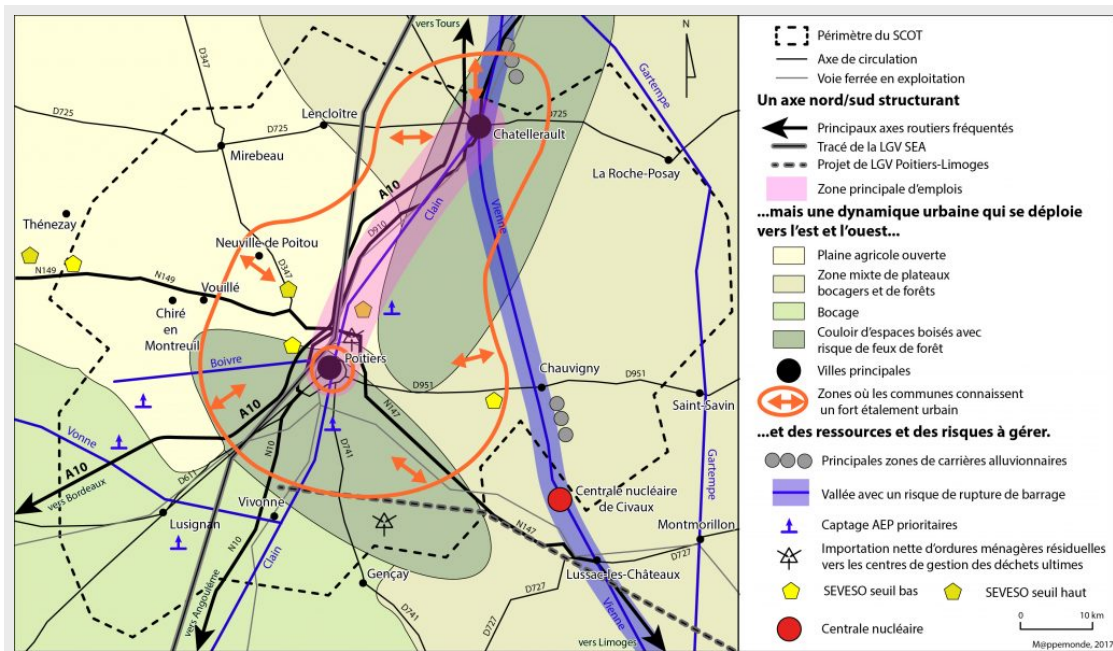 vers Tours
N
D347
Gartempe
D725
Lencloître
D725
D725
Chatellerault
Mirebeau
La Roche-Posay
A10
Clain
Vienne
D910
Thénezay
Neuville de Poitou
D347
N149
N149
Vouillé
Chiré
en
Montreuil
Boivre
Poitiers
D951
Chauvigny
D951
Saint-Savin
A10
N147
Vonne
N10
D741
Gartempe
A10
vers Bordeaux
D611
Centrale nucléaire
de Civaux
Vivonne
Lusignan
N147
Montmorillon
N10
Clain
D727
Gençay
Lussac-les-Châteaux
D727
vers Angoulême
D741
Vienne
vers Limoges
Périmètre du SCOT
Axe de circulation
Voie ferrée en exploitation
Un axe nord/sud structurant
Principaux axes routiers fréquentés
Tracé de la LGV SEA
Projet de LGV Poitiers-Limoges
Zone principale d'emplois
...mais une dynamique urbaine qui se déploie
vers l'est et l'ouest...
Plaine agricole ouverte
Zone mixte de plateaux
bocagers et de forêts
Bocage
Couloir d'espaces boisés avec
risque de feux de forêt
Villes principales
Zones où les communes connaissent
un fort étalement urbain
...et des ressources et des risques à gérer.
Principales zones de carrières alluvionnaires
Vallée avec un risque de rupture de barrage
Captage AEP prioritaires
Importation nette d'ordures ménagères résiduelles
vers les centres de gestion des déchets ultimes
SEVESO seuil bas
SEVESO seuil haut
Centrale nucléaire
0 10 km
M@ppemonde, 2017